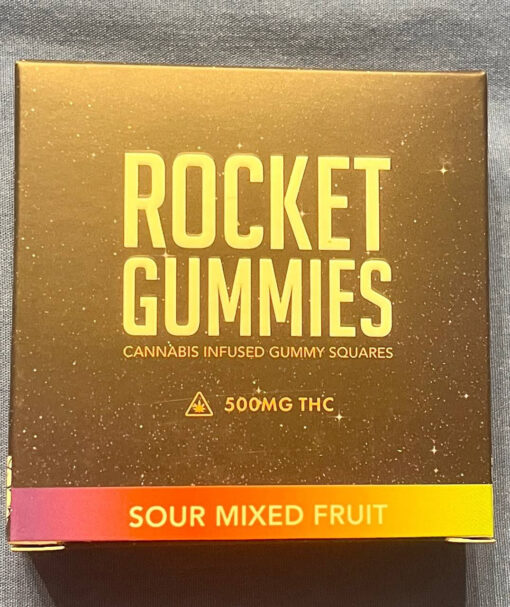 ROCKET
GUMMIES
CANNABIS INFUSED GUMMY SQUARES
500MG THC
SOUR MIXED FRUIT